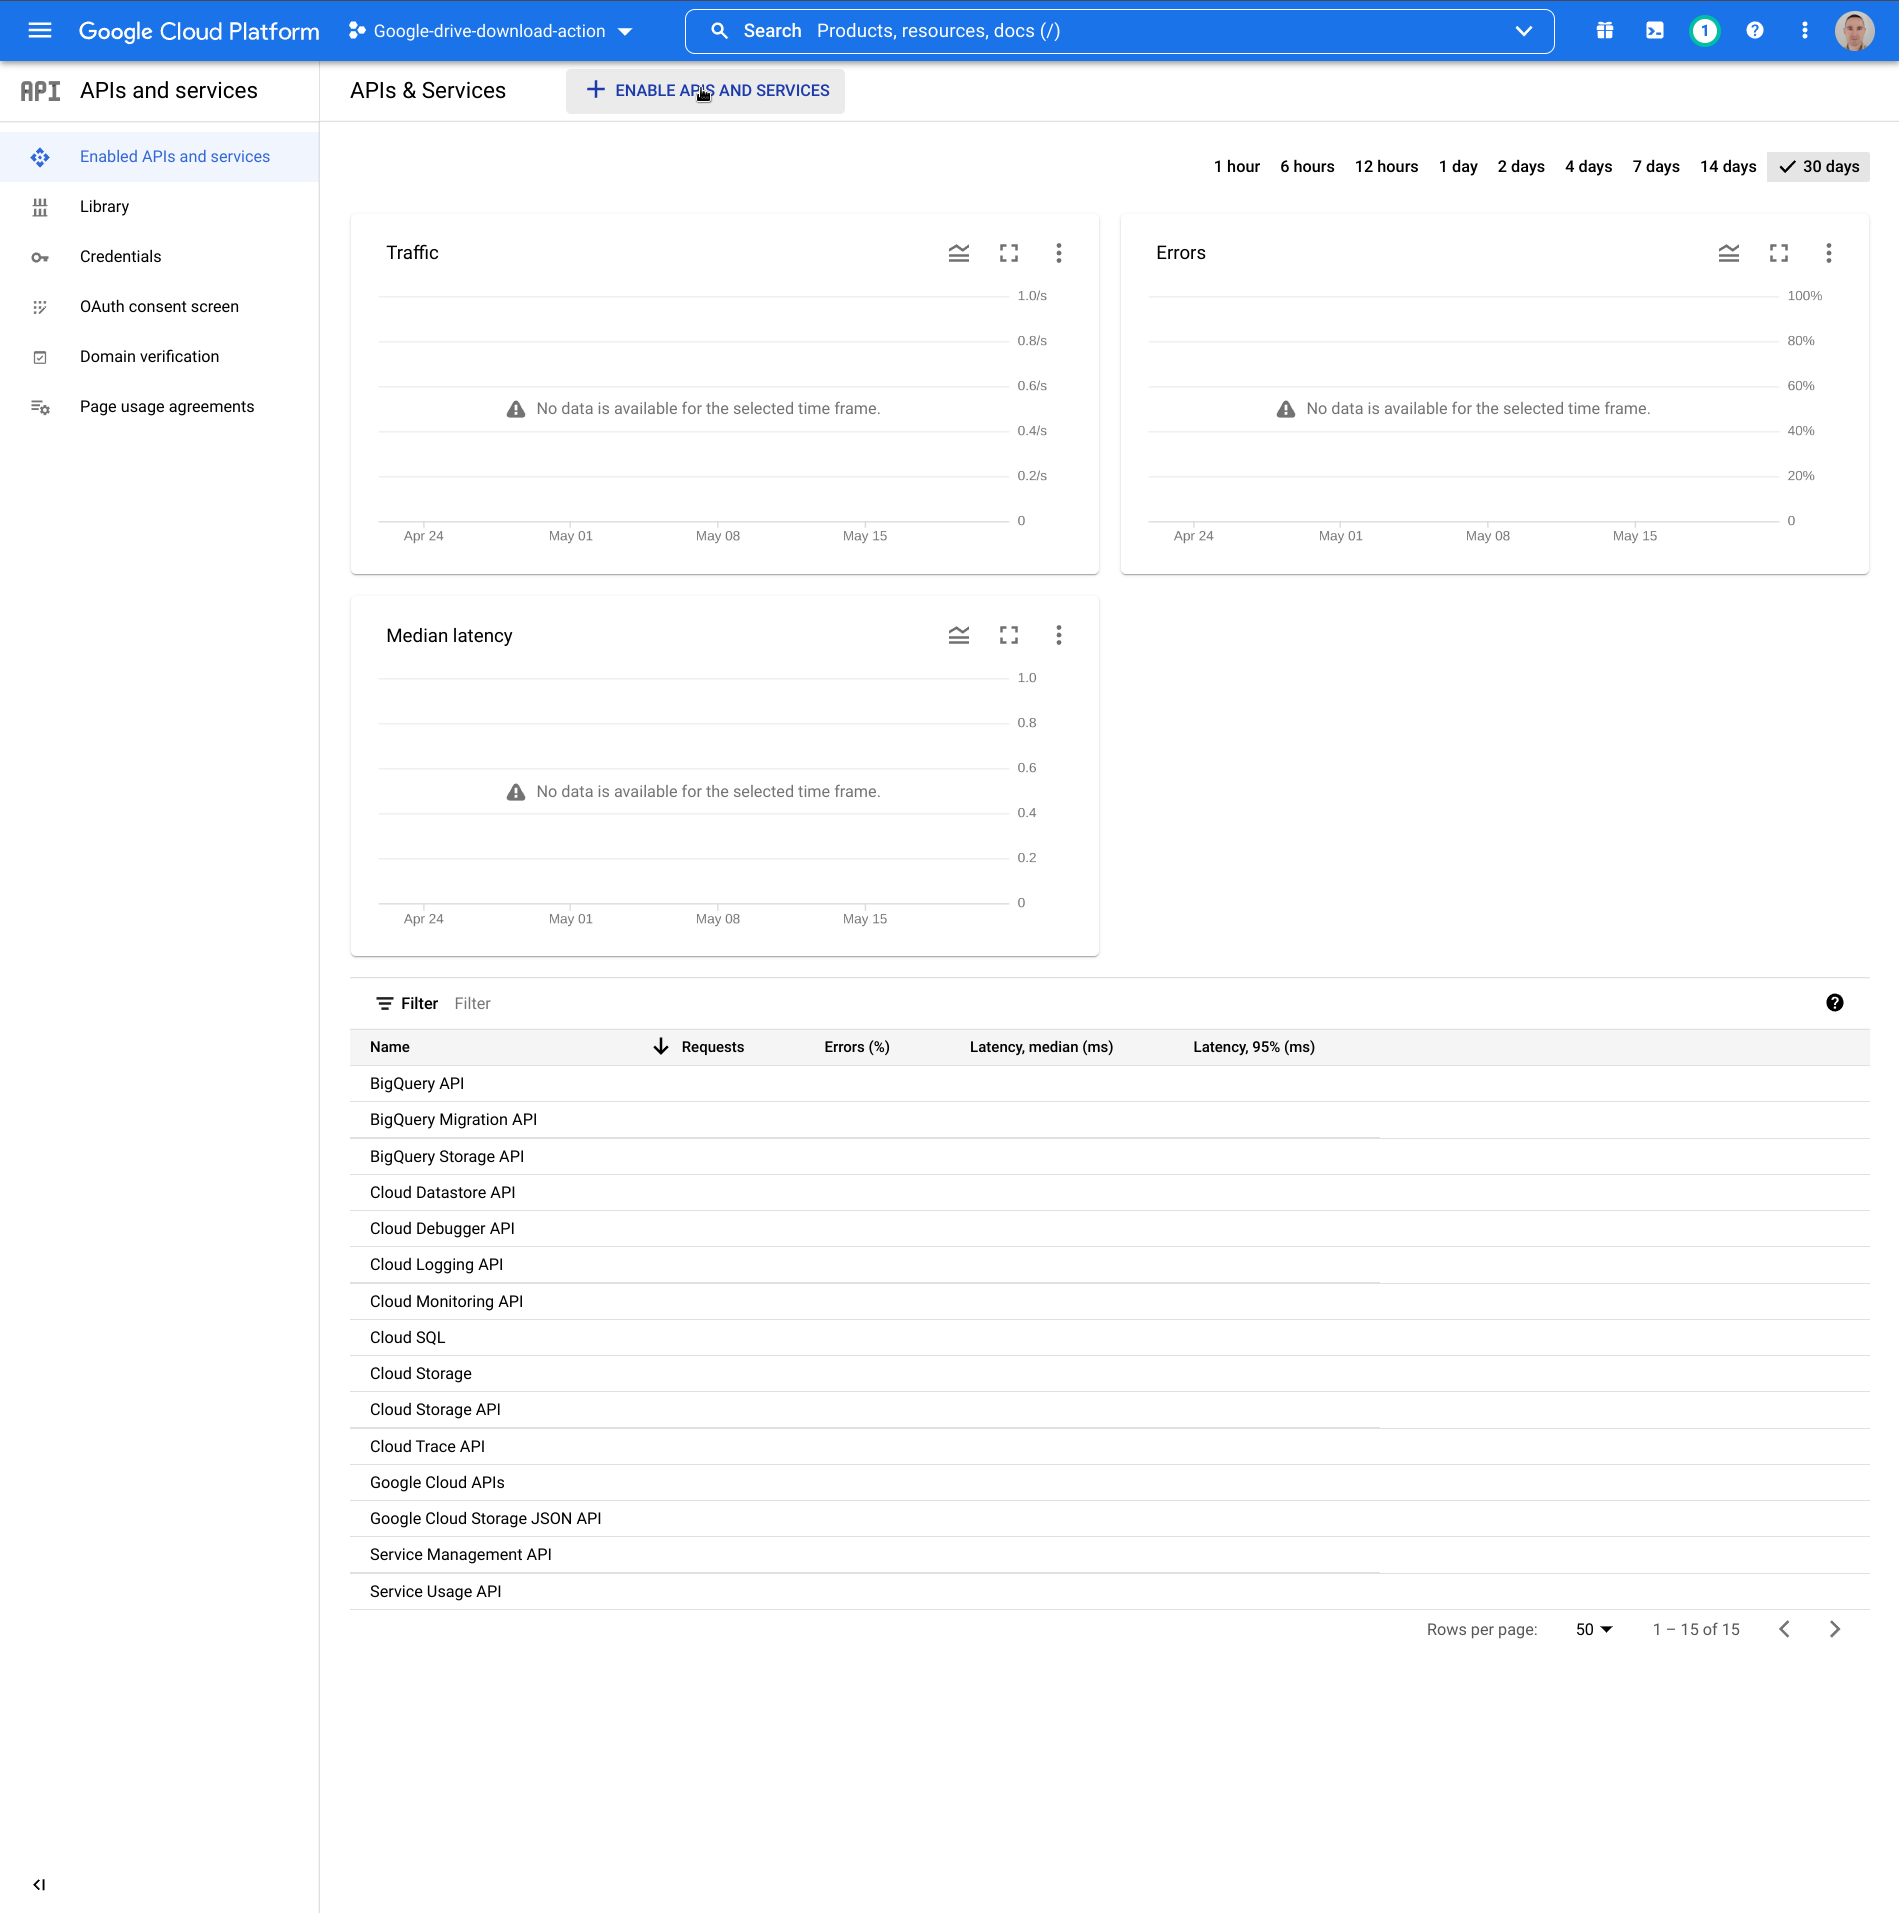 Google Cloud Platform
Google-drive-download-action
Search Products, resources, docs (/)
1
API APIs and services
APIs & Services
ENABLE APIS AND SERVICES
Enabled APIs and services
Library
Credentials
OAuth consent screen
Domain verification
Page usage agreements
1 hour 6 hours 12 hours 1 day 2 days 4 days 7 days 14 days 30 days
Traffic
1.0/s
0.8/s
0.6/s
No data is available for the selected time frame.
0.4/s
0.2/s
0
Apr 24 May 01 May 08 May 15
Errors
100%
80%
60%
No data is available for the selected time frame.
40%
20%
0
Apr 24 May 01 May 08 May 15
Median latency
1.0
0.8
0.6
No data is available for the selected time frame.
0.4
0.2
0
Apr 24 May 01 May 08 May 15
Filter Filter
Name Requests Errors (%) Latency, median (ms) Latency, 95% (ms)
BigQuery API
BigQuery Migration API
BigQuery Storage API
Cloud Datastore API
Cloud Debugger API
Cloud Logging API
Cloud Monitoring API
Cloud SQL
Cloud Storage
Cloud Storage API
Cloud Trace API
Google Cloud APIs
Google Cloud Storage JSON API
Service Management API
Service Usage API
Rows per page: 50 1 – 15 of 15